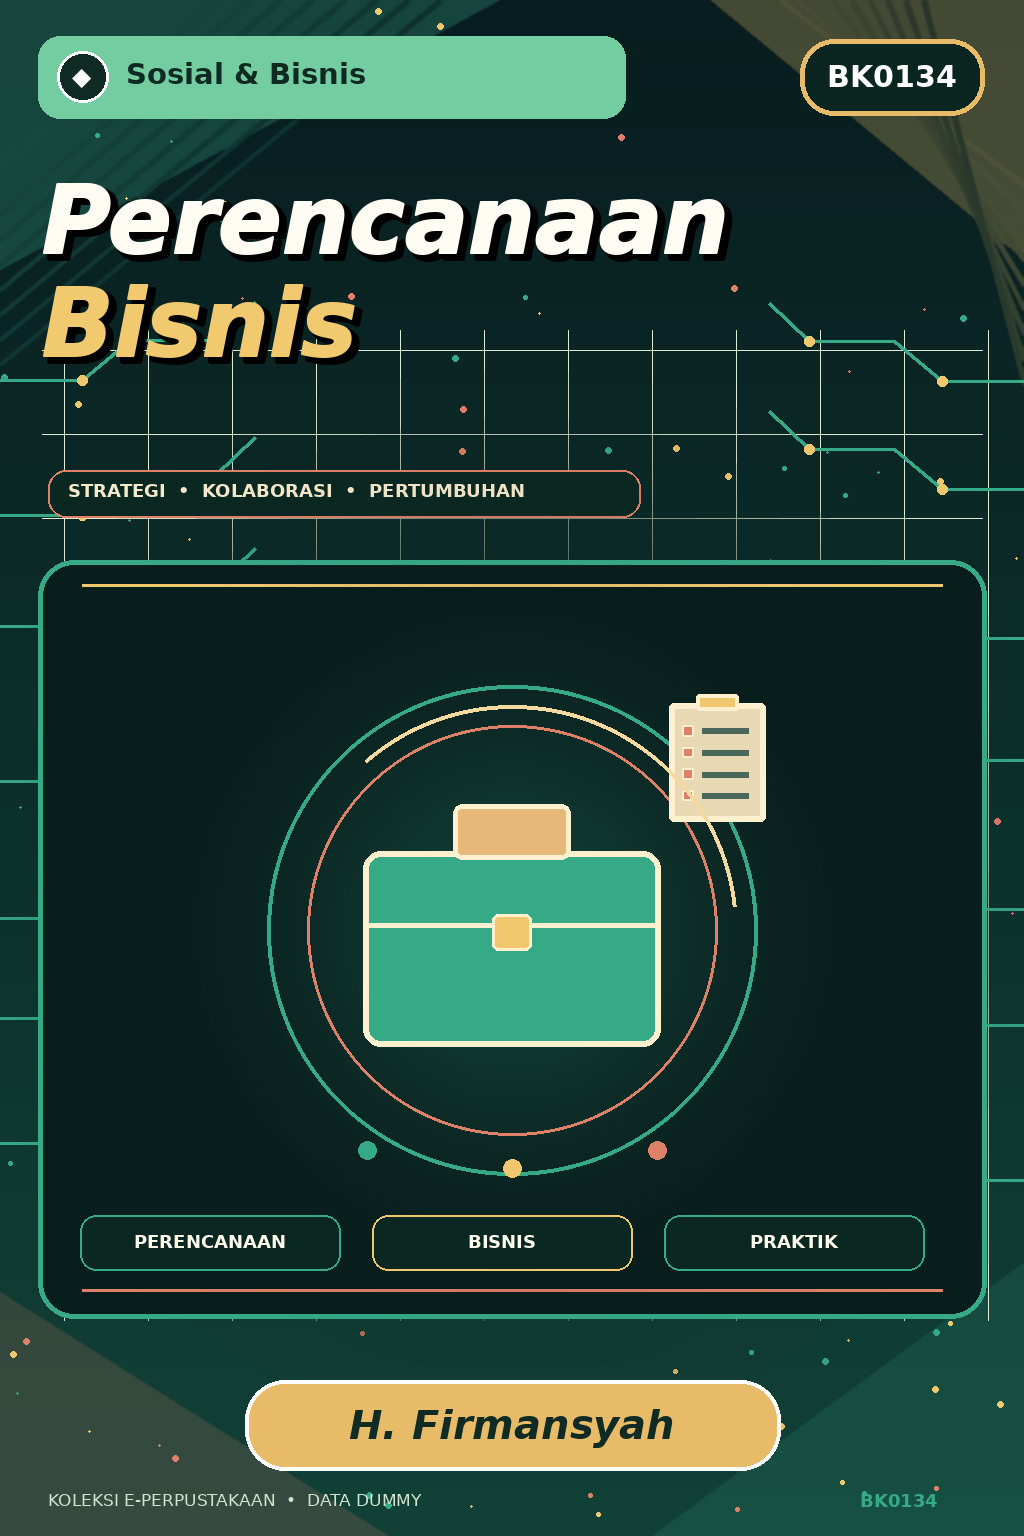 Sosial & Bisnis
BK0134
Perencanaan
Bisnis
STRATEGI • KOLABORASI • PERTUMBUHAN
PERENCANAAN
BISNIS
PRAKTIK
H. Firmansyah
KOLEKSI E-PERPUSTAKAAN • DATA DUMMY
BK0134